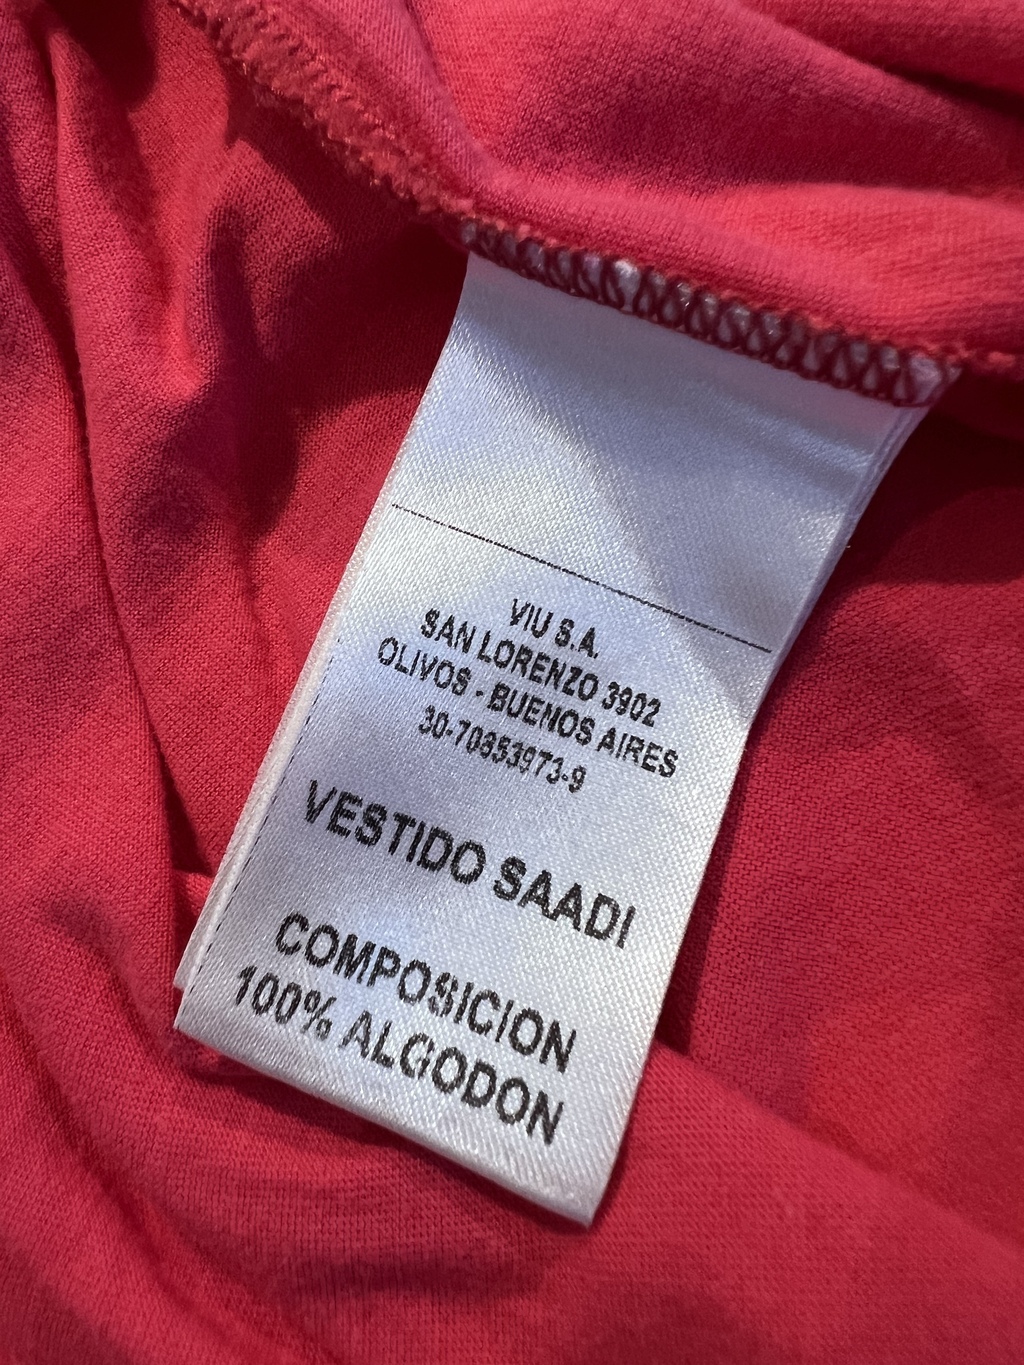 VIU S.A.
SAN LORENZO 3902
OLIVOS - BUENOS AIRES
30-70853973-9
VESTIDO SAADI
COMPOSICION
100% ALGODON